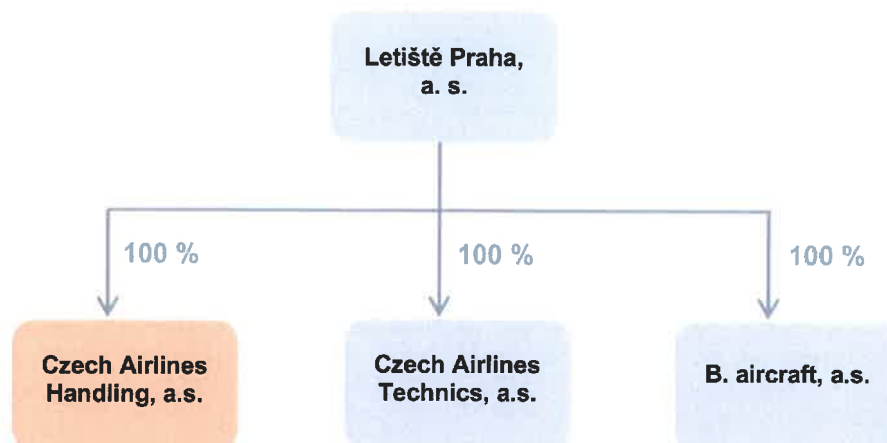 Letiště Praha,
a. s.
100 %
100 %
100 %
Czech Airlines
Handling, a.s.
Czech Airlines
Technics, a.s.
B. aircraft, a.s.